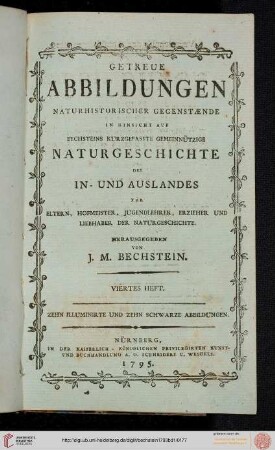 GETREUE
ABBILDUNGEN
NATURHISTORISCHER GEGENSTÆNDE
IN HINSICHT AUF
BECHSTEINS KURZGEFASSTE GEMEINNÜTZIGE
NATURGESCHICHTE
DES
IN- UND AUSLANDES
FÜR
ELTERN, HOFMEISTER, JUGENDLEHRER, ERZIEHER UND
LIEBHABER DER NATURGESCHICHTE.
HERAUSGEGEBEN
VON
J. M. BECHSTEIN.
VIERTES HEFT.
ZEHN ILLUMINIRTE UND ZEHN SCHWARZE ABBILDUNGEN.
NÜRNBERG,
IN DER KAISERLICH-KÖNIGLICHEN PRIVILEGIRTEN KUNST-
UND BUCHHANDLUNG A. G. SCHNEIDERS U. WEIGELS.
1795.